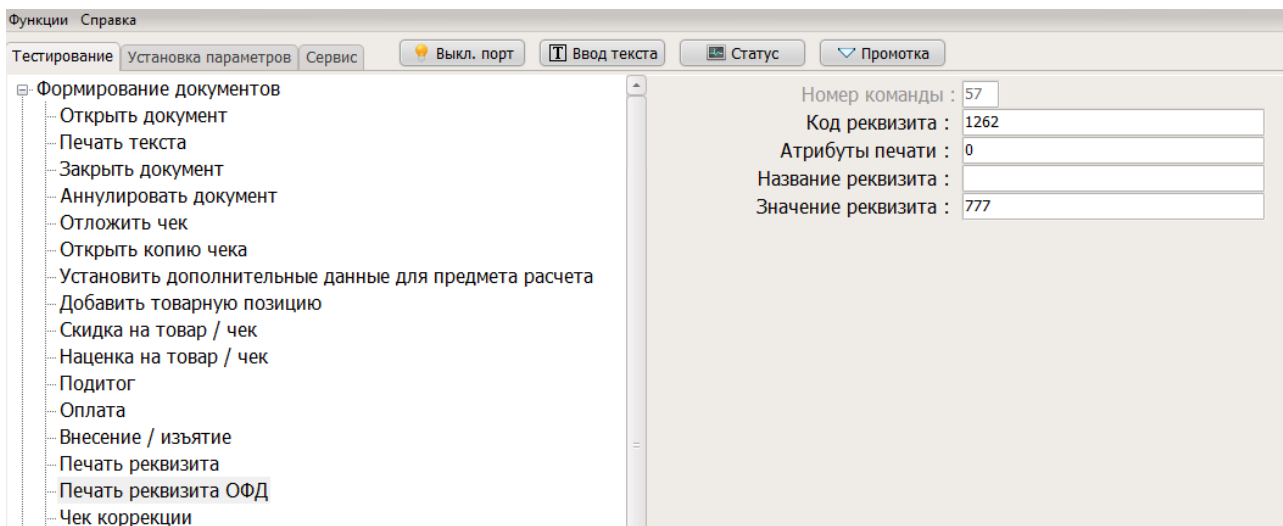 Функции Справка
Тестирование Установка параметров Сервис Выкл. порт T Ввод текста Статус Промотка
Формирование документов
Открыть документ
Печать текста
Закрыть документ
Аннулировать документ
Отложить чек
Открыть копию чека
Установить дополнительные данные для предмета расчета
Добавить товарную позицию
Скидка на товар / чек
Наценка на товар / чек
Подитог
Оплата
Внесение / изъятие
Печать реквизита
Печать реквизита ОФД
Чек коррекции
Номер команды : 57
Код реквизита : 1262
Атрибуты печати : 0
Название реквизита :
Значение реквизита : 777